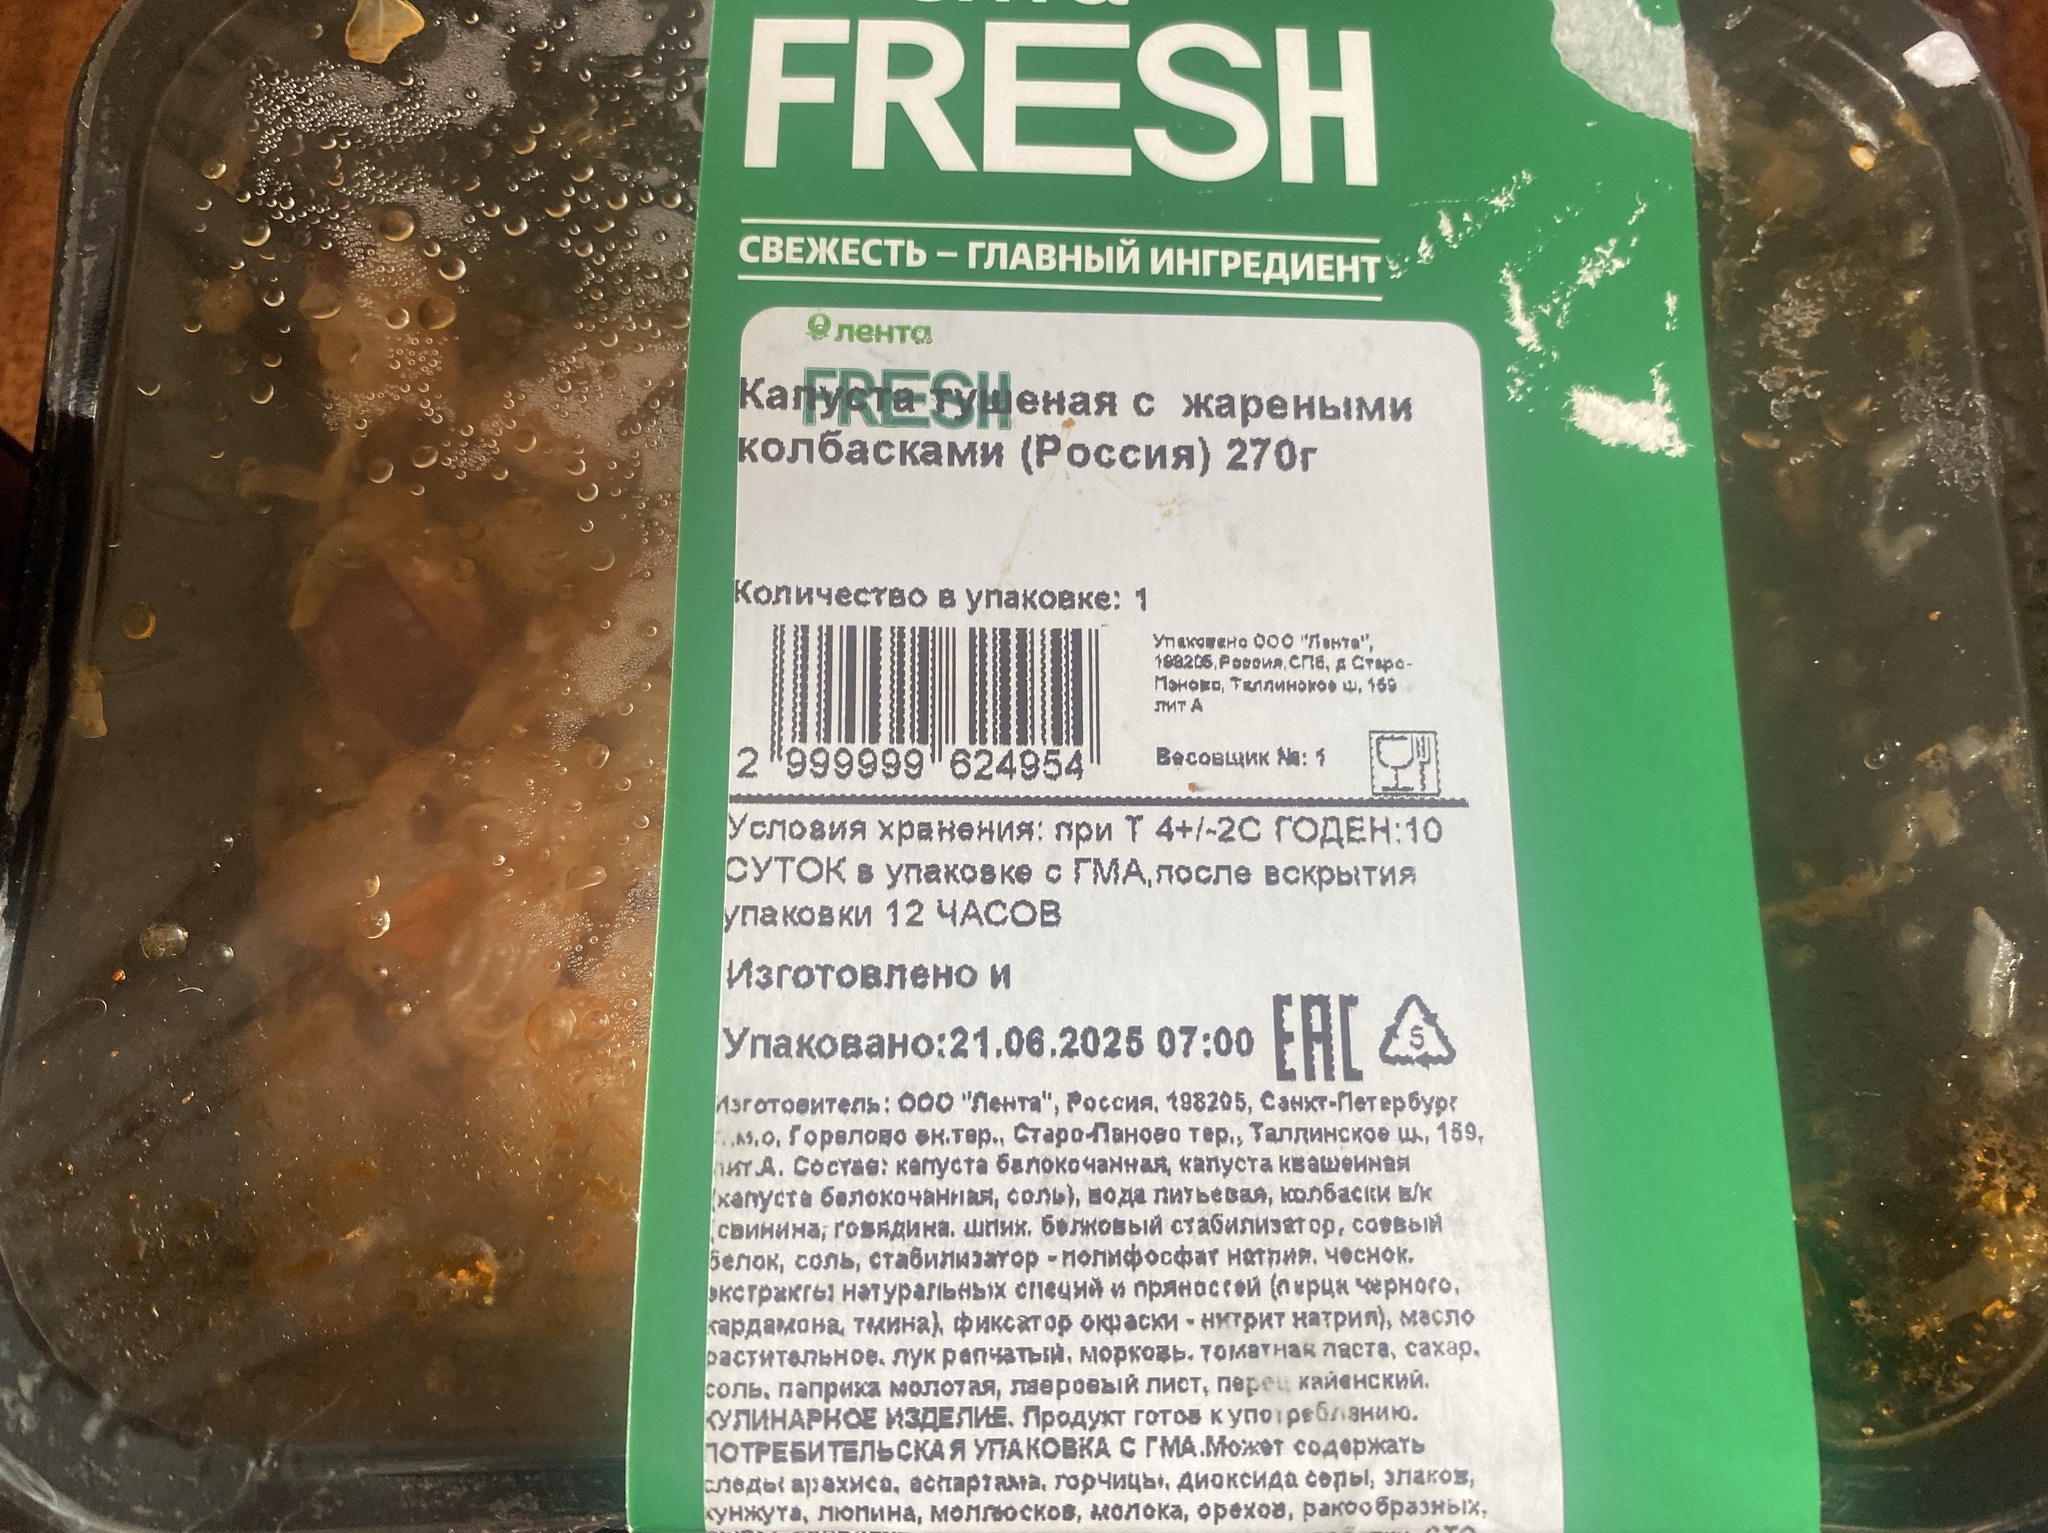 FRESH
СВЕЖЕСТЬ – ГЛАВНЫЙ ИНГРЕДИЕНТ
лента
FRESH
Капуста тушеная с жареными
колбасками (Россия) 270г
Количество в упаковке: 1
Упаковано ООО "Лента",
198205,Россия,СПб, д Старо-
Паново, Таллинское ш, 159
лит А
2 999999 624954
Весовщик №: 1
Условия хранения: при Т 4+/-2С ГОДЕН:10
СУТОК в упаковке с ГМА,после вскрытия
упаковки 12 ЧАСОВ
Изготовлено и
Упаковано:21.06.2025 07:00
EAC
5
Изготовитель: ООО "Лента", Россия, 198205, Санкт-Петербург
.м.о, Горелово вн.тер., Старо-Паново тер., Таллинское ш., 159,
лит.А. Состав: капуста белокочанная, капуста квашенная
(капуста белокочанная, соль), вода питьевая, колбаски в/к
(свинина, говядина, шпик, белковый стабилизатор, соевый
белок, соль, стабилизатор - полифосфат натрия, чеснок,
экстракты натуральных специй и пряностей (перца черного,
кардамона, тмина), фиксатор окраски - нитрит натрия), масло
растительное, лук репчатый, морковь, томатная паста, сахар,
соль, паприка молотая, лавровый лист, перец кайенский.
КУЛИНАРНОЕ ИЗДЕЛИЕ. Продукт готов к употреблению.
ПОТРЕБИТЕЛЬСКАЯ УПАКОВКА С ГМА.Может содержать
следы арахиса, аспартама, горчицы, диоксида серы, злаков,
кунжута, люпина, моллюсков, молока, орехов, ракообразных,